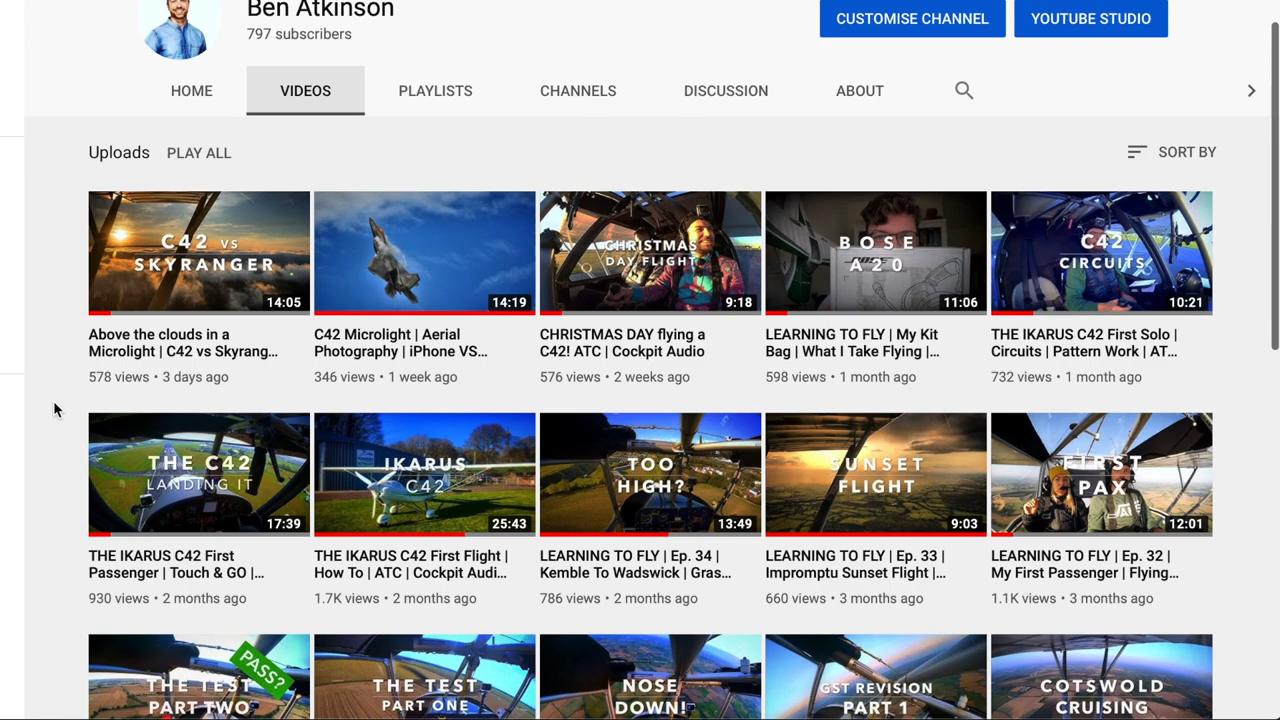 Ben Atkinson
797 subscribers
CUSTOMISE CHANNEL
YOUTUBE STUDIO
HOME
VIDEOS
PLAYLISTS
CHANNELS
DISCUSSION
ABOUT
Uploads
PLAY ALL
SORT BY
C42 VS
SKYRANGER
14:05
14:19
CHRISTMAS
DAY FLIGHT
9:18
BOSE
A20
11:06
C42
CIRCUITS
10:21
Above the clouds in a
Microlight | C42 vs Skyrang...
578 views • 3 days ago
C42 Microlight | Aerial
Photography | iPhone VS...
346 views • 1 week ago
CHRISTMAS DAY flying a
C42! ATC | Cockpit Audio
576 views • 2 weeks ago
LEARNING TO FLY | My Kit
Bag | What I Take Flying |...
598 views • 1 month ago
THE IKARUS C42 First Solo |
Circuits | Pattern Work | AT...
732 views • 1 month ago
THE C42
LANDING IT
17:39
IKARUS
C42
25:43
TOO
HIGH?
13:49
SUNSET
FLIGHT
9:03
FIRST
PAX
12:01
THE IKARUS C42 First
Passenger | Touch & GO |...
930 views • 2 months ago
THE IKARUS C42 First Flight |
How To | ATC | Cockpit Audi...
1.7K views • 2 months ago
LEARNING TO FLY | Ep. 34 |
Kemble To Wadswick | Gras...
786 views • 2 months ago
LEARNING TO FLY | Ep. 33 |
Impromptu Sunset Flight |...
660 views • 3 months ago
LEARNING TO FLY | Ep. 32 |
My First Passenger | Flying...
1.1K views • 3 months ago
PASS?
THE TEST
PART TWO
THE TEST
PART ONE
NOSE
DOWN!
GST REVISION
PART 1
COTSWOLD
CRUISING